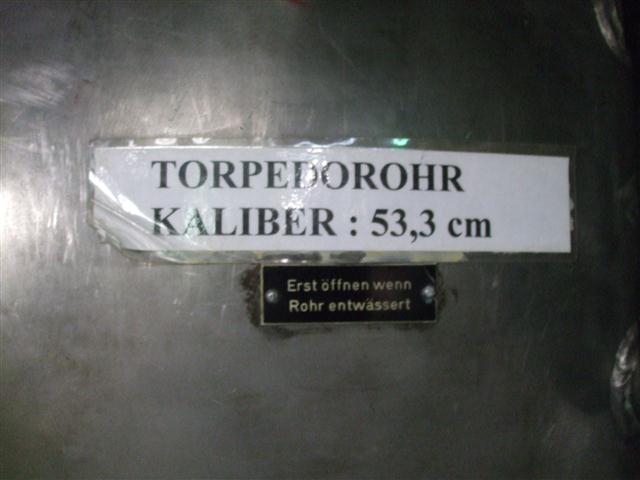 TORPEDOROHR
KALIBER : 53,3 cm
Erst öffnen wenn
Rohr entwässert